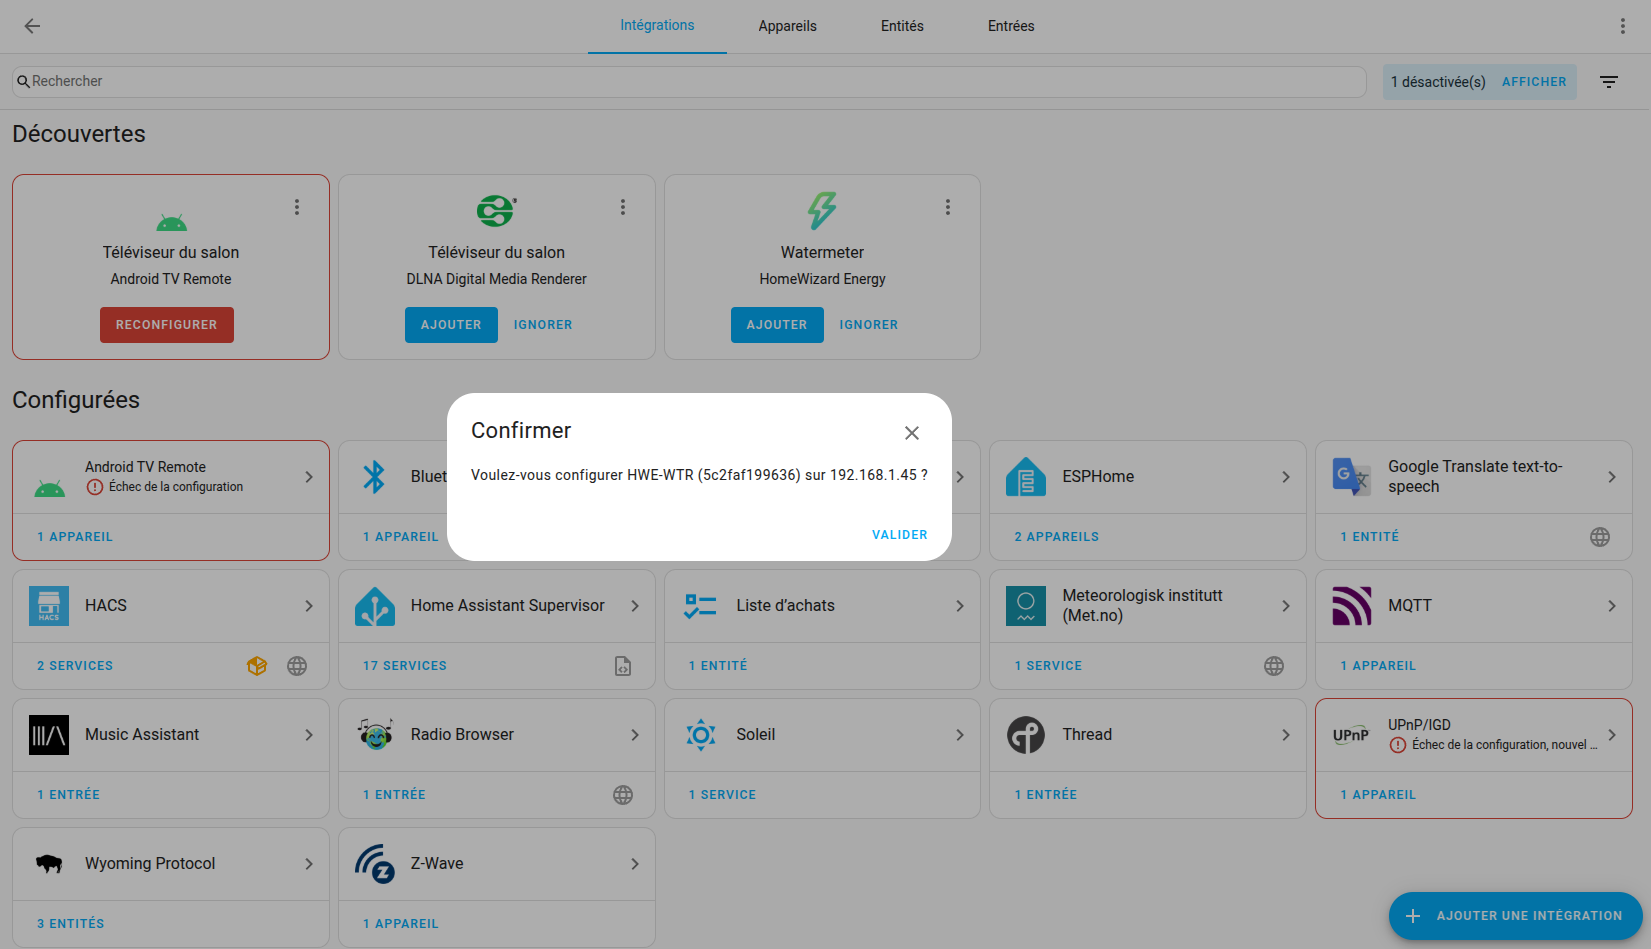 Intégrations
Appareils
Entités
Entrées
Rechercher
1 désactivée(s) AFFICHER
Découvertes
Téléviseur du salon
Android TV Remote
RECONFIGURER
Téléviseur du salon
DLNA Digital Media Renderer
AJOUTER IGNORER
Watermeter
HomeWizard Energy
AJOUTER IGNORER
Configurées
Confirmer
Voulez-vous configurer HWE-WTR (5c2faf199636) sur 192.168.1.45 ?
VALIDER
Android TV Remote
Échec de la configuration
1 APPAREIL
Bluet
1 APPAREIL
ESPHome
2 APPAREILS
Google Translate text-to-
speech
1 ENTITÉ
HACS
HACS
2 SERVICES
Home Assistant Supervisor
17 SERVICES
Liste d’achats
1 ENTITÉ
Meteorologisk institutt
(Met.no)
1 SERVICE
MQTT
1 APPAREIL
Music Assistant
1 ENTRÉE
Radio Browser
1 ENTRÉE
Soleil
1 SERVICE
Thread
1 ENTRÉE
UPnP
UPnP/IGD
Échec de la configuration, nouvel ...
1 APPAREIL
Wyoming Protocol
3 ENTITÉS
Z-Wave
1 APPAREIL
AJOUTER UNE INTÉGRATION